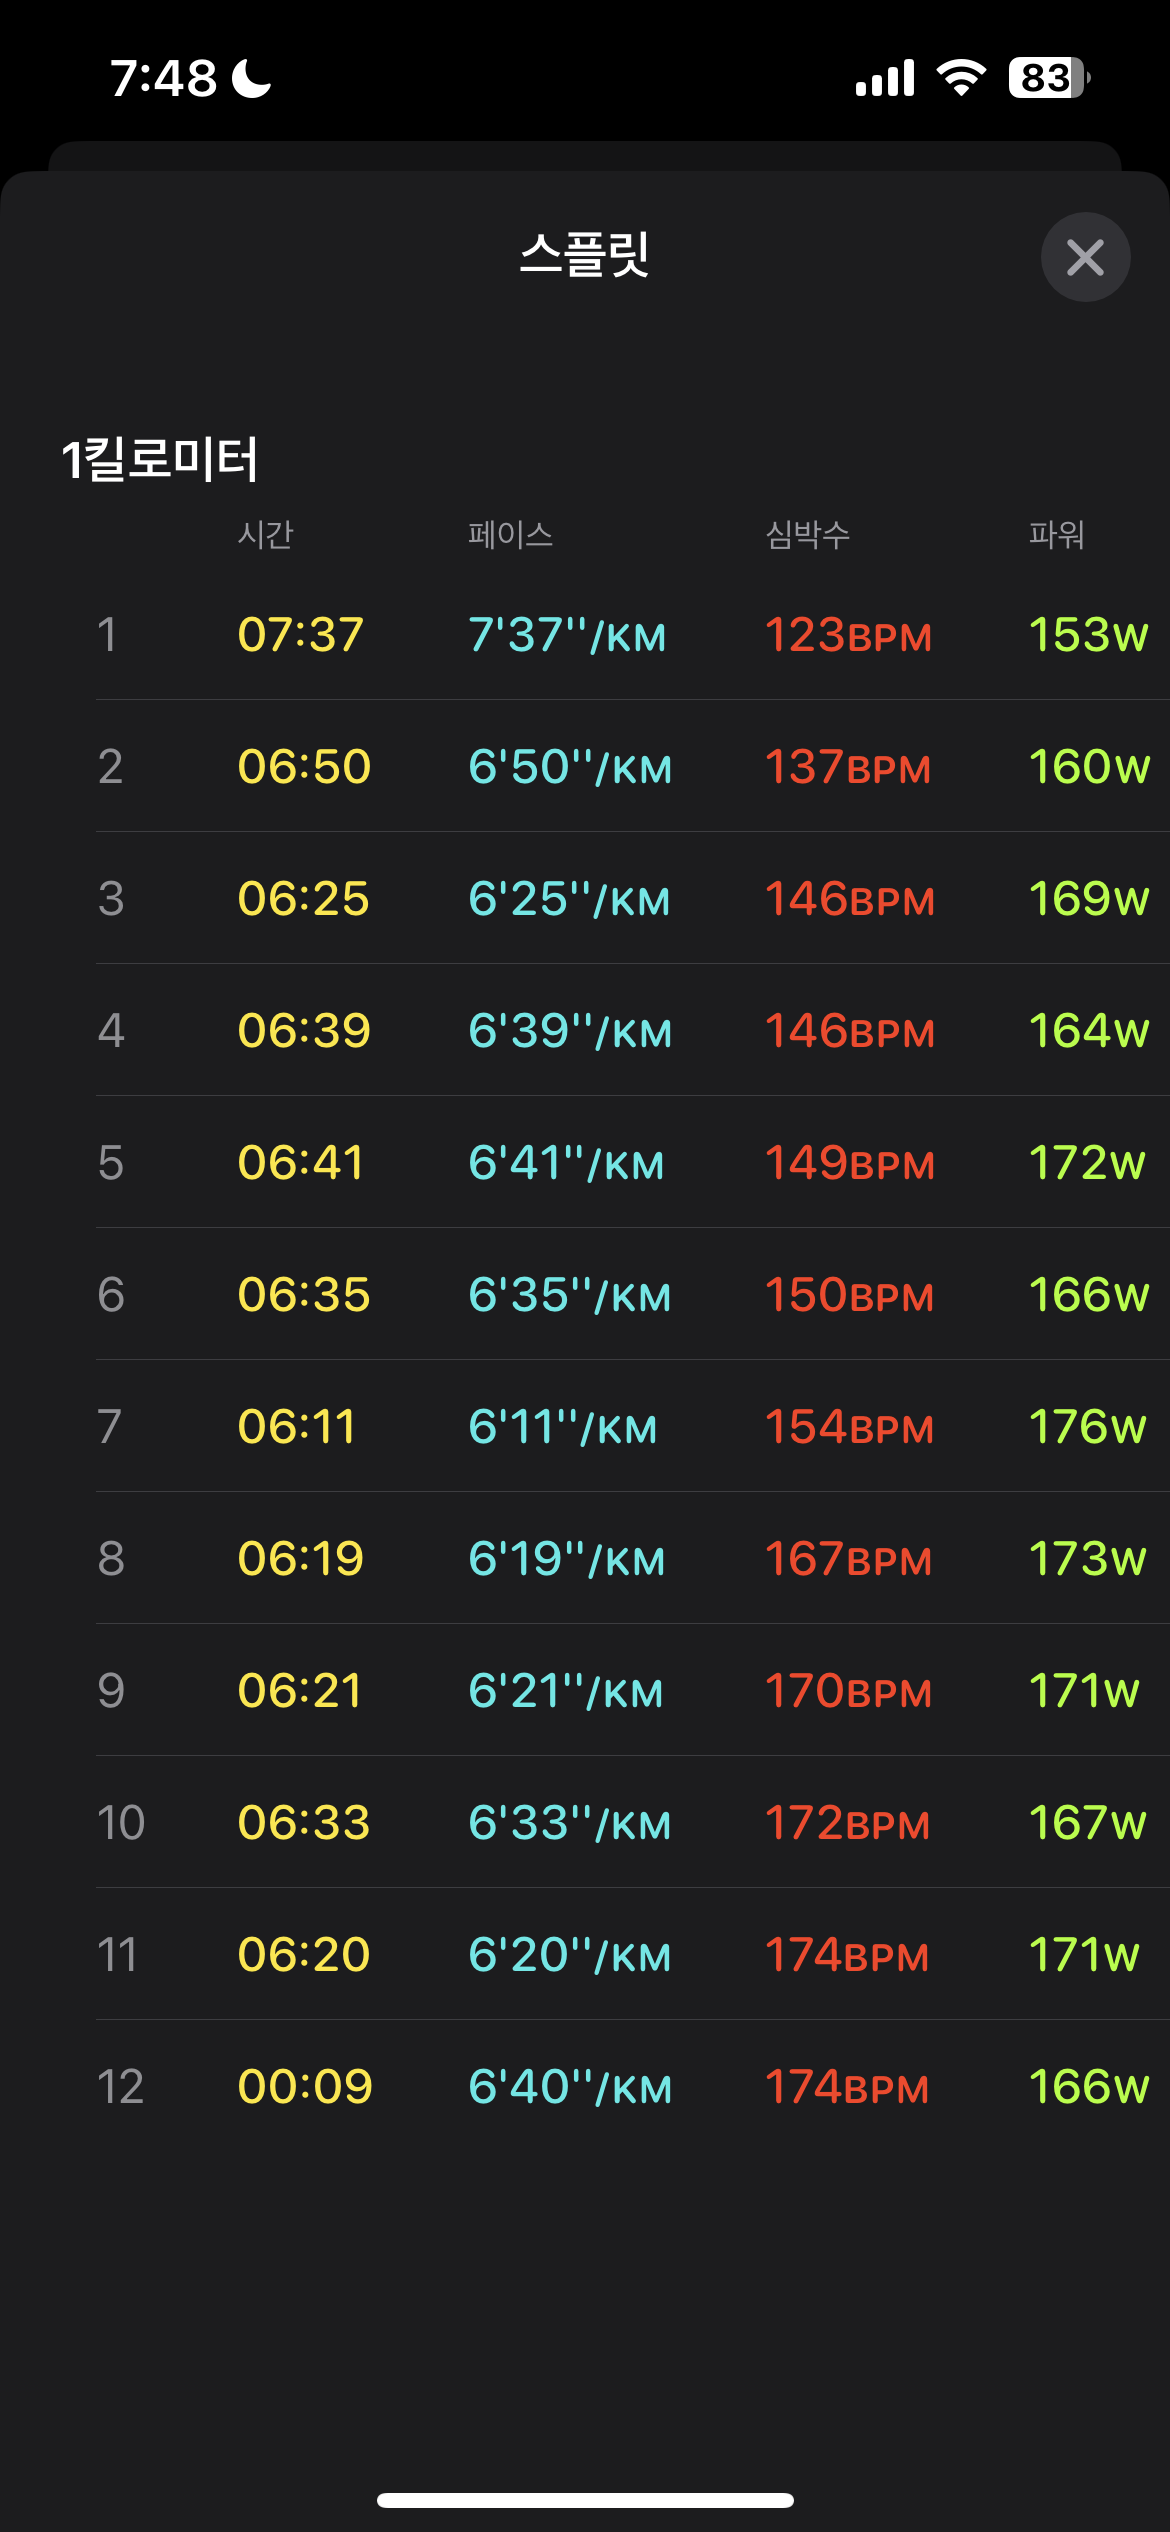 7:48 83
스플릿
1킬로미터
시간 페이스 심박수 파워
1 07:37 7'37''/KM 123BPM 153W
2 06:50 6'50''/KM 137BPM 160W
3 06:25 6'25''/KM 146BPM 169W
4 06:39 6'39''/KM 146BPM 164W
5 06:41 6'41''/KM 149BPM 172W
6 06:35 6'35''/KM 150BPM 166W
7 06:11 6'11''/KM 154BPM 176W
8 06:19 6'19''/KM 167BPM 173W
9 06:21 6'21''/KM 170BPM 171W
10 06:33 6'33''/KM 172BPM 167W
11 06:20 6'20''/KM 174BPM 171W
12 00:09 6'40''/KM 174BPM 166W